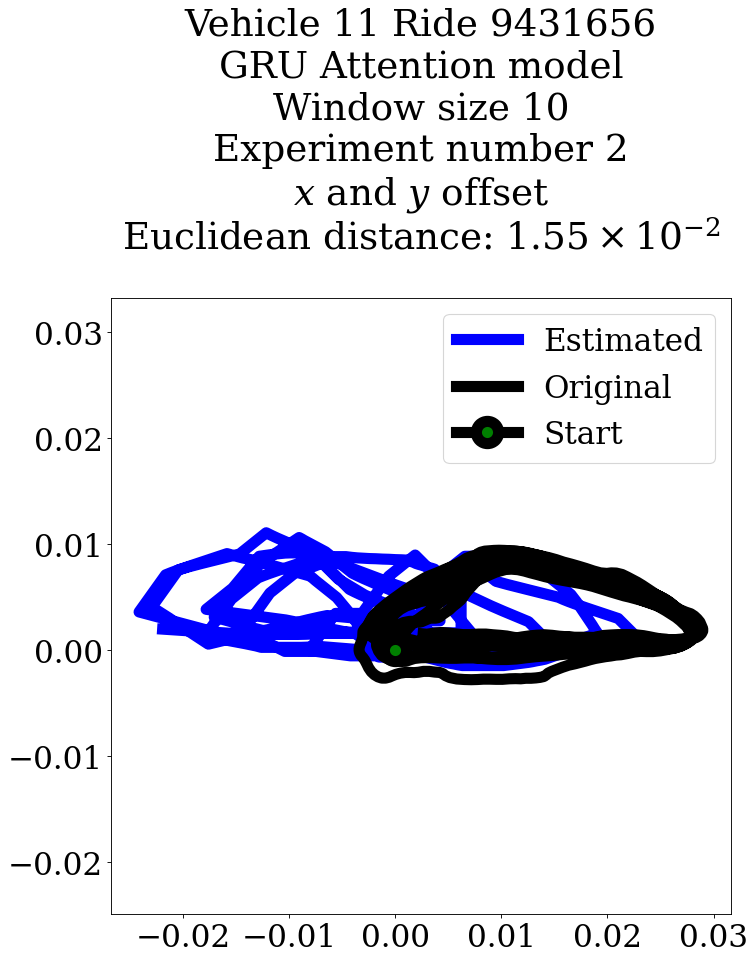 Vehicle 11 Ride 9431656
GRU Attention model
Window size 10
Experiment number 2
x and y offset
Euclidean distance: 1.55 × 10⁻²
Estimated
Original
Start
0.03
0.02
0.01
0.00
−0.01
−0.02
−0.02 −0.01 0.00 0.01 0.02 0.03